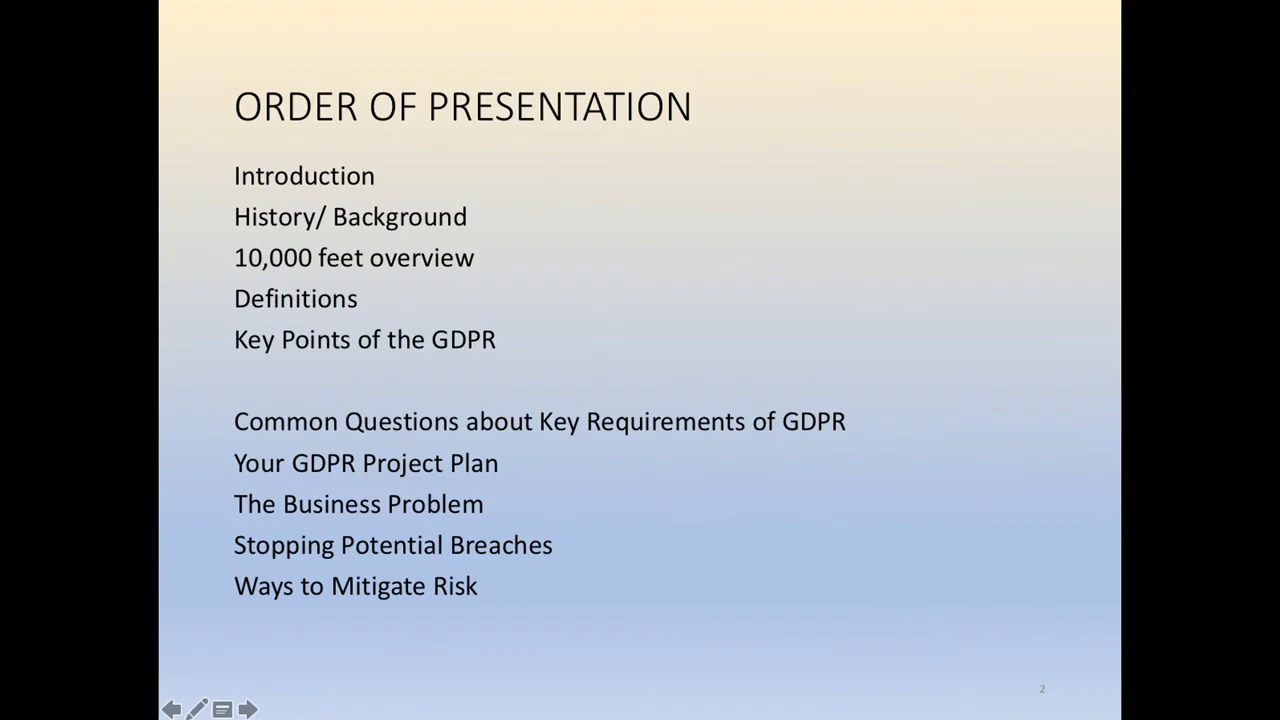 ORDER OF PRESENTATION
Introduction
History/ Background
10,000 feet overview
Definitions
Key Points of the GDPR
Common Questions about Key Requirements of GDPR
Your GDPR Project Plan
The Business Problem
Stopping Potential Breaches
Ways to Mitigate Risk
2